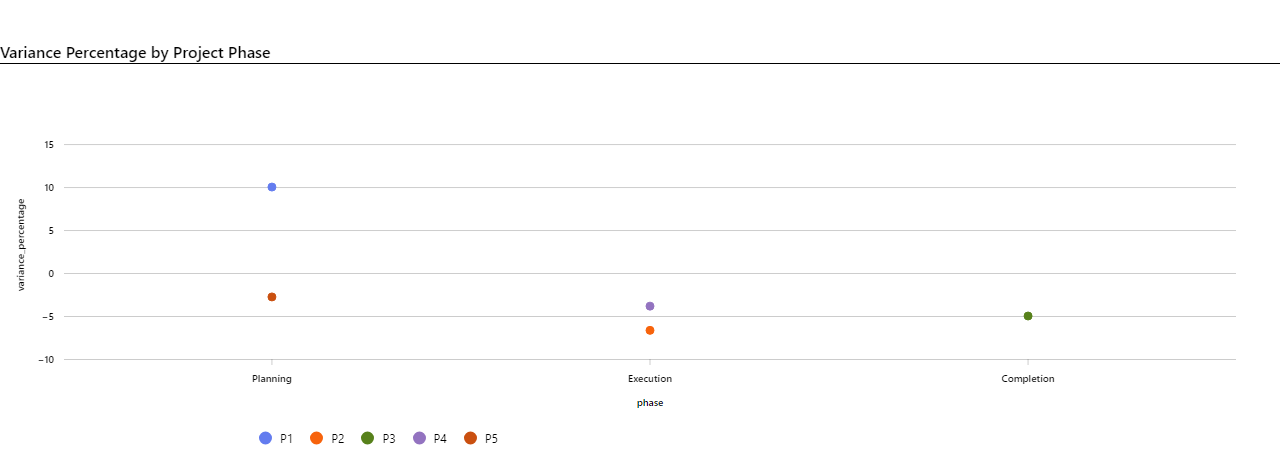 Variance Percentage by Project Phase
15
10
5
0
−5
−10
variance_percentage
Planning Execution Completion
phase
P1 P2 P3 P4 P5